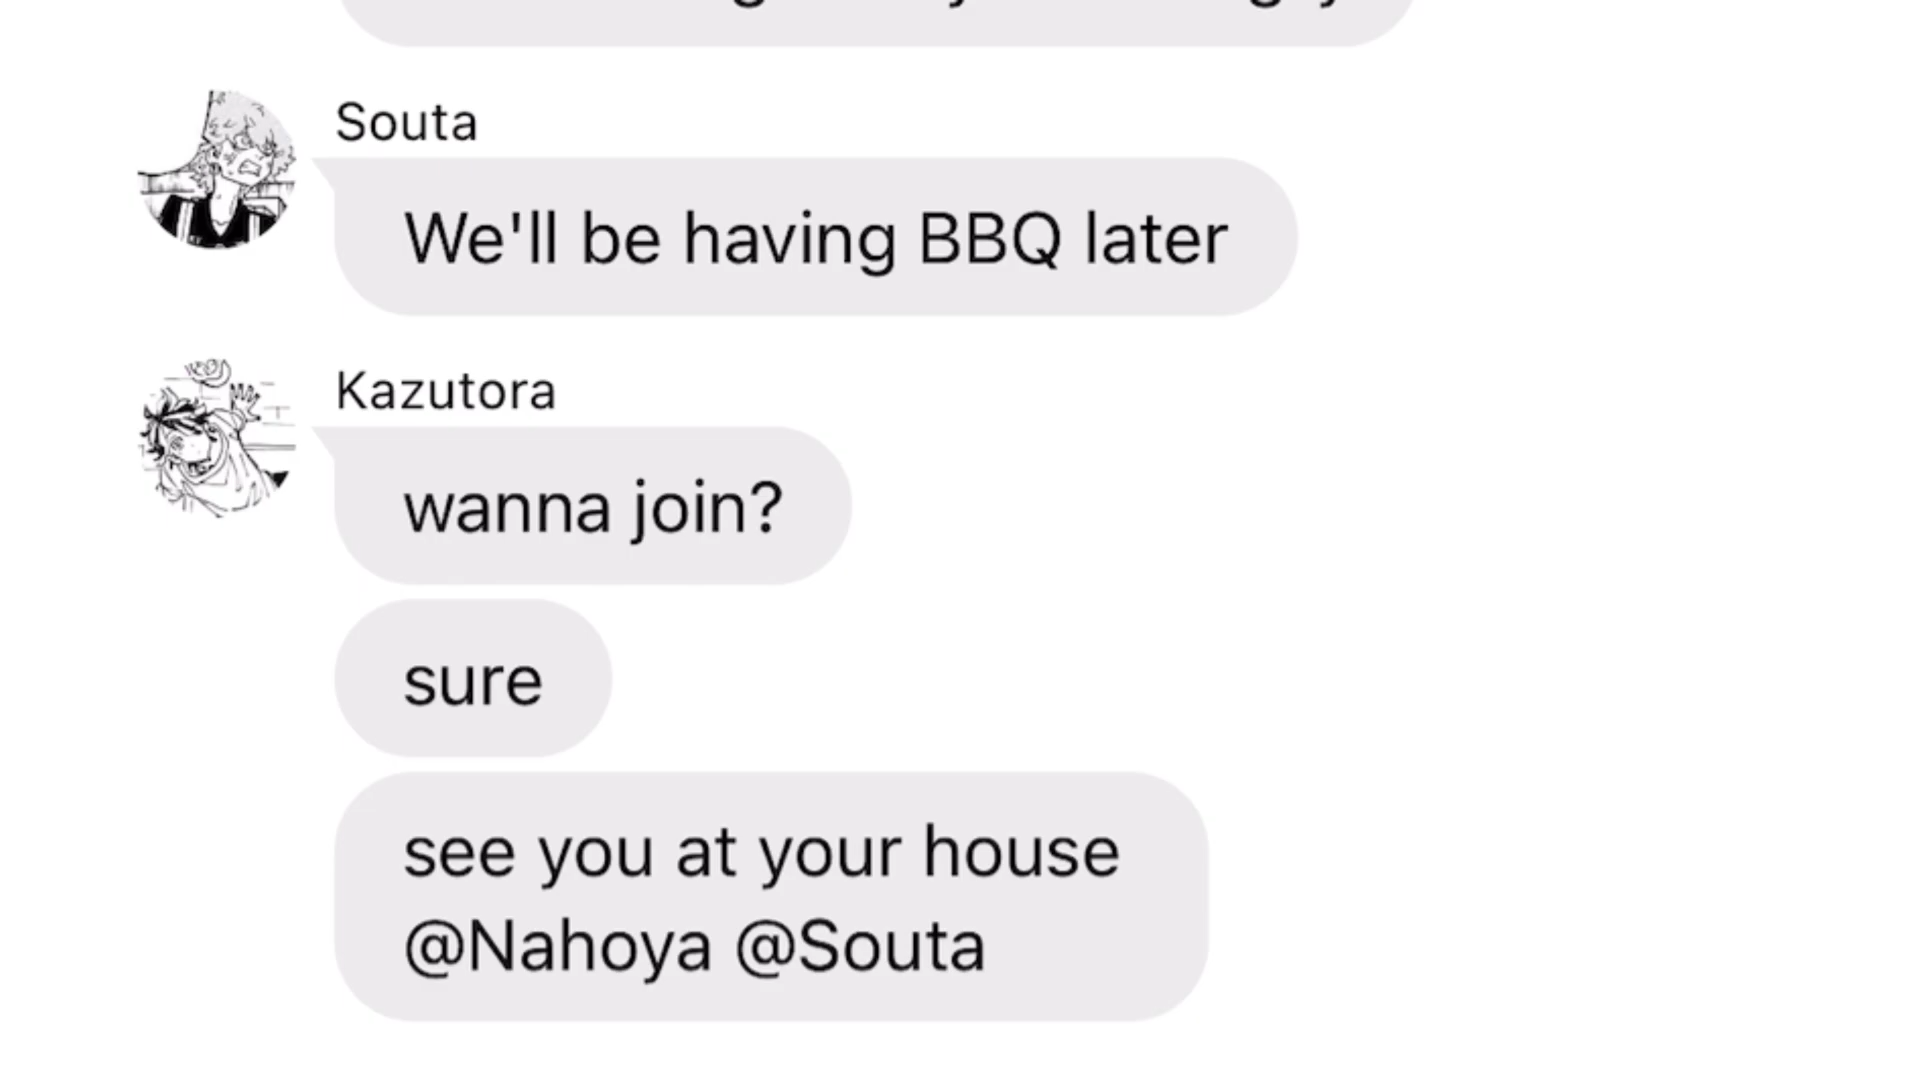 Souta
We'll be having BBQ later
Kazutora
wanna join?
sure
see you at your house
@Nahoya @Souta